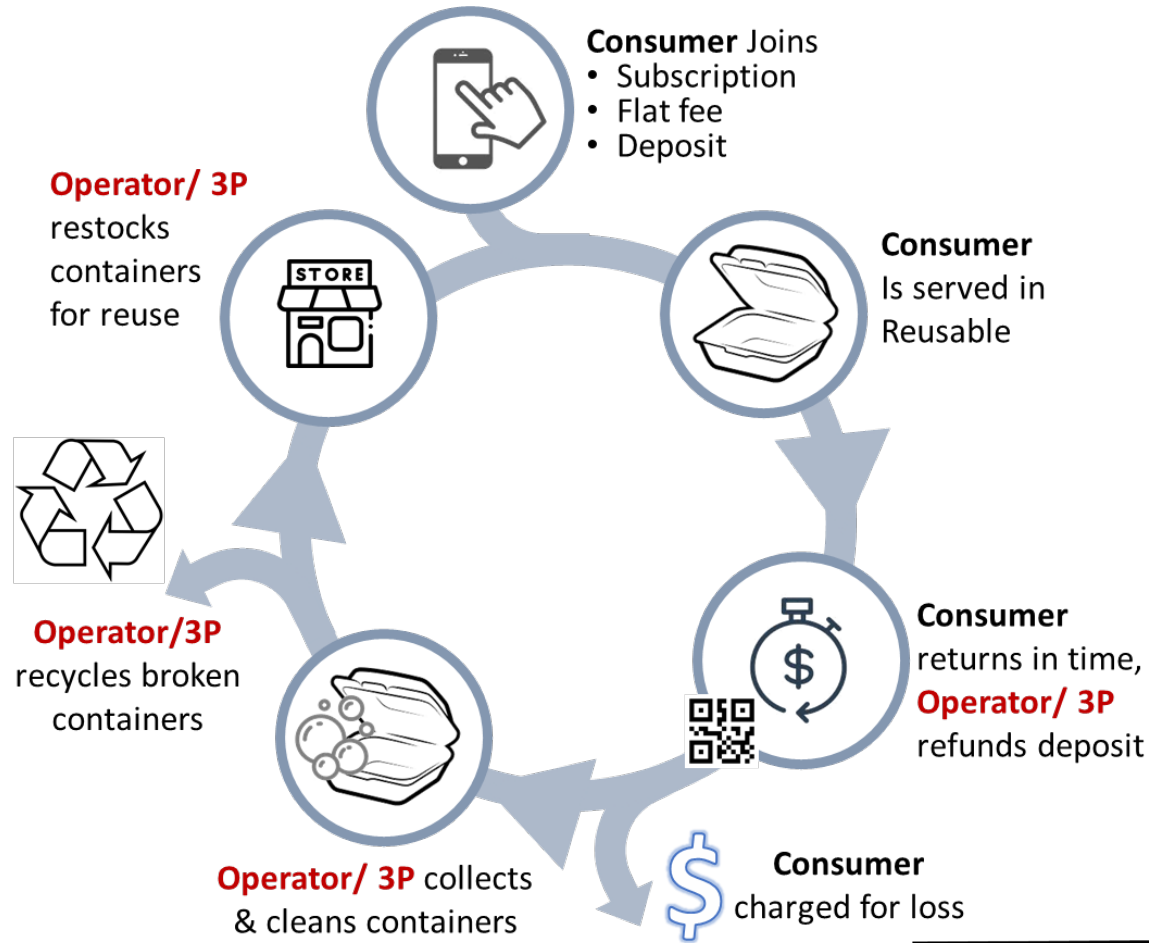 Consumer Joins
• Subscription
• Flat fee
• Deposit
Consumer
Is served in
Reusable
Consumer
returns in time,
Operator/ 3P
refunds deposit
$
$
Consumer
charged for loss
Operator/ 3P collects
& cleans containers
Operator/3P
recycles broken
containers
Operator/ 3P
restocks
containers
for reuse
STORE